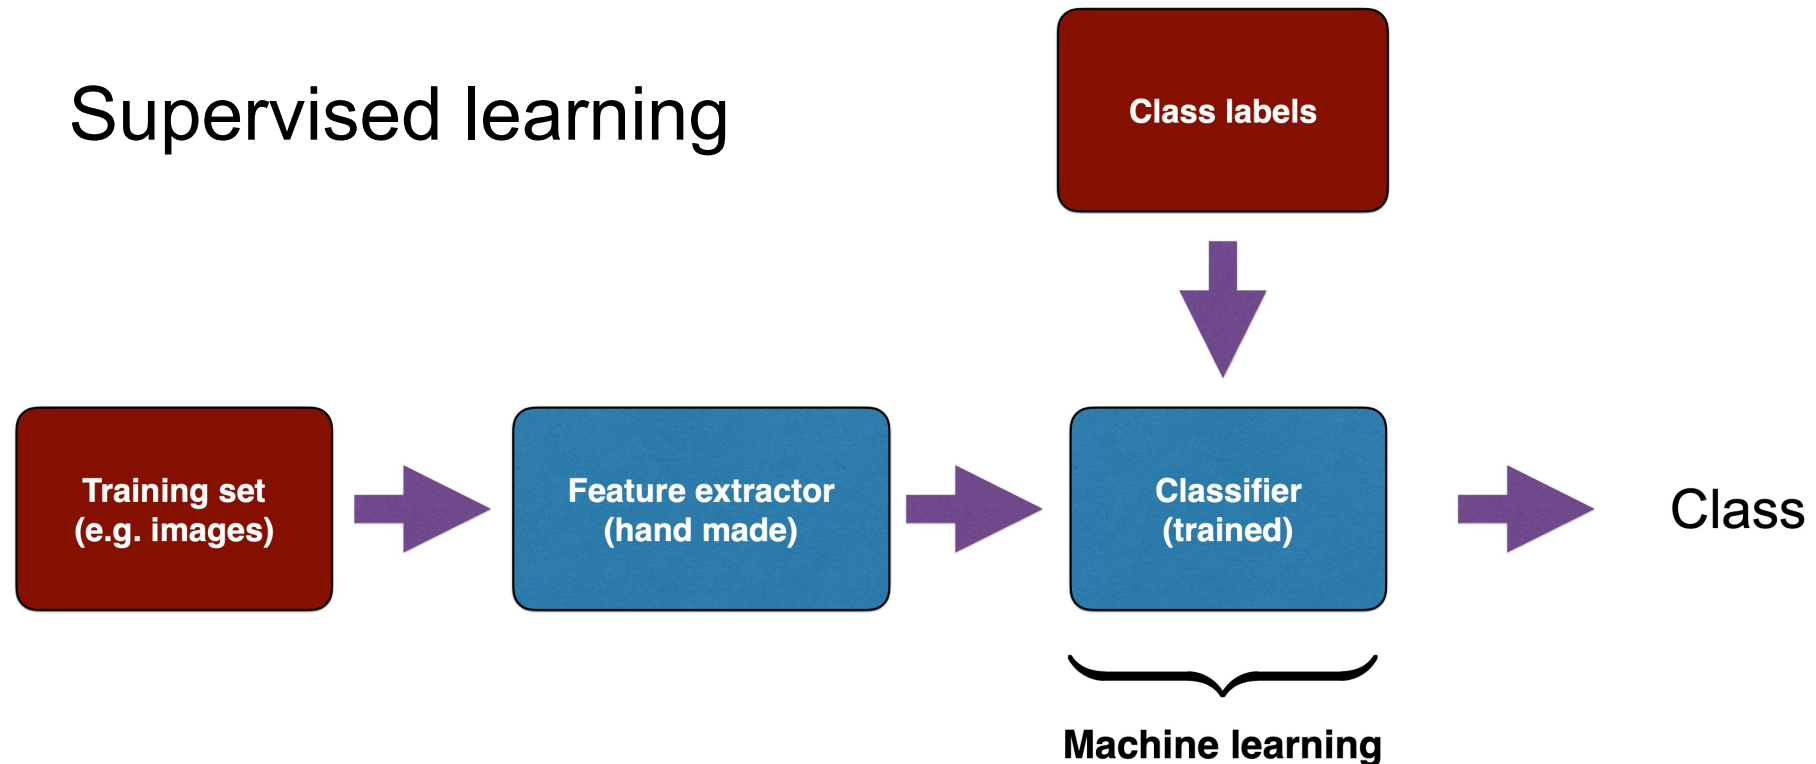 Supervised learning
Class labels
Training set
(e.g. images)
Feature extractor
(hand made)
Classifier
(trained)
Class
Machine learning